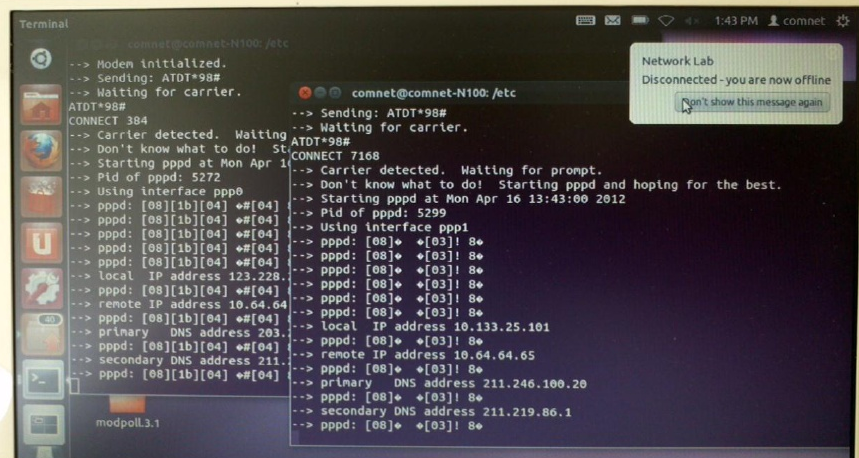 Terminal
1:43 PM
comnet
Network Lab
Disconnected - you are now offline
Don't show this message again
comnet@comnet-N100: /etc
--> Modem initialized.
--> Sending: ATDT*98#
--> Waiting for carrier.
ATDT*98#
CONNECT 384
--> Carrier detected. Waiting
--> Don't know what to do!
--> Starting pppd at Mon Apr
--> Pid of pppd: 5272
--> Using interface ppp0
--> pppd: [08][1b][04] �#[04]
--> pppd: [08][1b][04] �#[04]
--> pppd: [08][1b][04] �#[04]
--> pppd: [08][1b][04] �#[04]
--> pppd: [08][1b][04] �#[04]
--> pppd: [08][1b][04] �#[04]
--> local IP address 123.228.
--> pppd: [08][1b][04] �#[04]
--> remote IP address 10.64.64
--> pppd: [08][1b][04] �#[04]
--> primary DNS address 203.
--> pppd: [08][1b][04] �#[04]
--> secondary DNS address 211.
--> pppd: [08][1b][04] �#[04]
comnet@comnet-N100: /etc
--> Sending: ATDT*98#
--> Waiting for carrier.
ATDT*98#
CONNECT 7168
--> Carrier detected. Waiting for prompt.
--> Don't know what to do! Starting pppd and hoping for the best.
--> Starting pppd at Mon Apr 16 13:43:00 2012
--> Pid of pppd: 5299
--> Using interface ppp1
--> pppd: [08]� �[03]! 8�
--> pppd: [08]� �[03]! 8�
--> pppd: [08]� �[03]! 8�
--> pppd: [08]� �[03]! 8�
--> pppd: [08]� �[03]! 8�
--> pppd: [08]� �[03]! 8�
--> local IP address 10.133.25.101
--> pppd: [08]� �[03]! 8�
--> remote IP address 10.64.64.65
--> pppd: [08]� �[03]! 8�
--> primary DNS address 211.246.100.20
--> pppd: [08]� �[03]! 8�
--> secondary DNS address 211.219.86.1
--> pppd: [08]� �[03]! 8�
40
modpoll.3.1